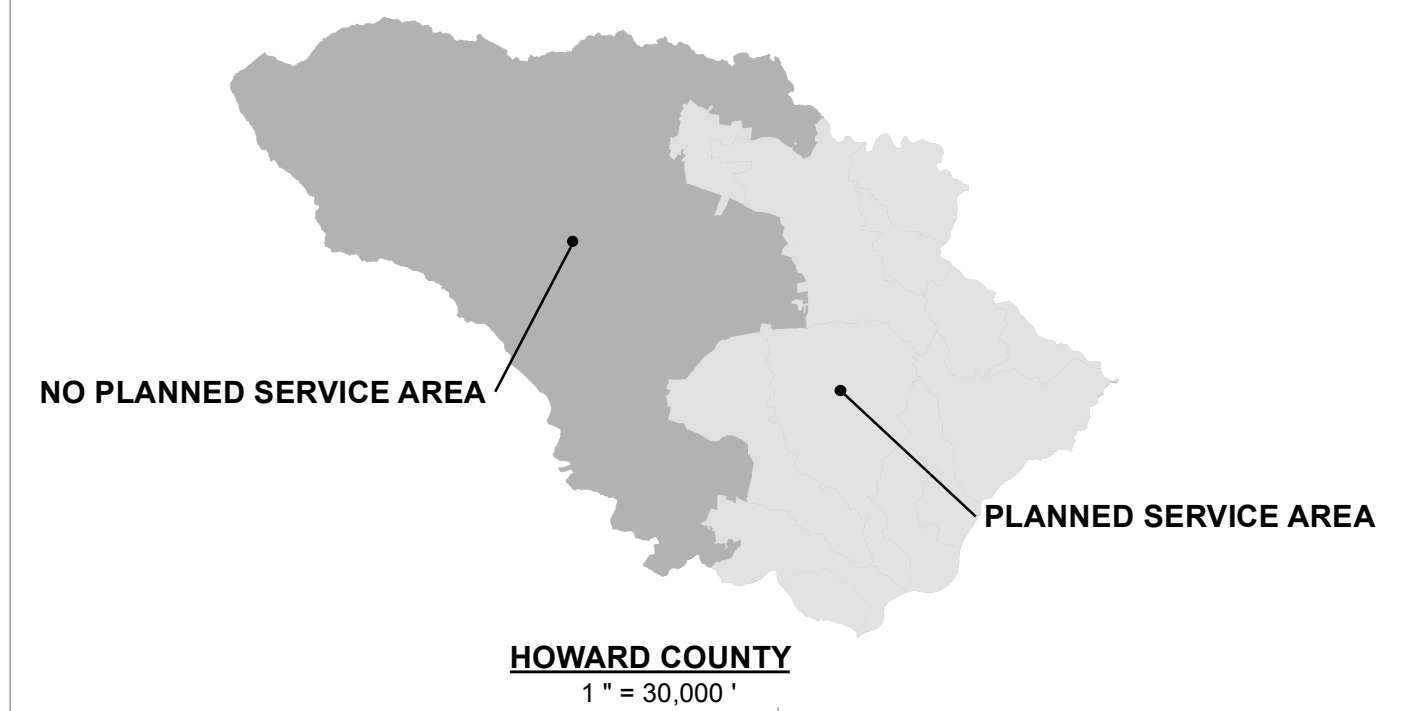 NO PLANNED SERVICE AREA
PLANNED SERVICE AREA
HOWARD COUNTY
1 " = 30,000 '